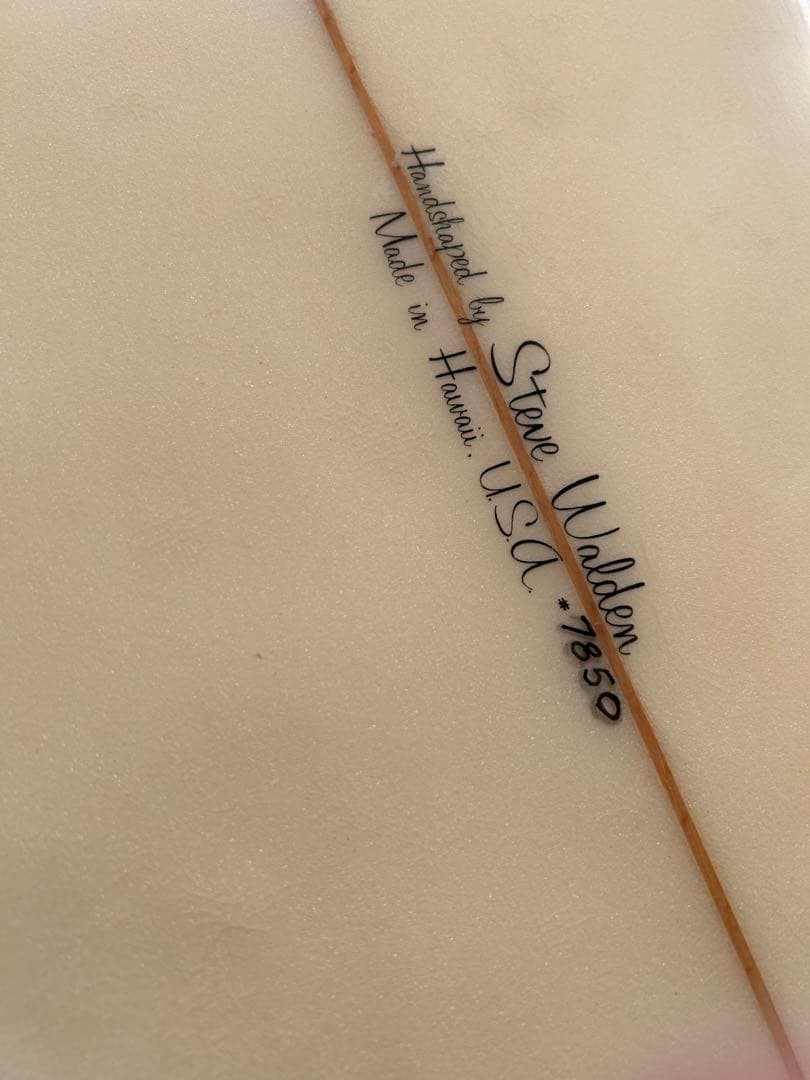 Handshaped by Steve Walden
Made in Hawaii, U.S.A. #7850